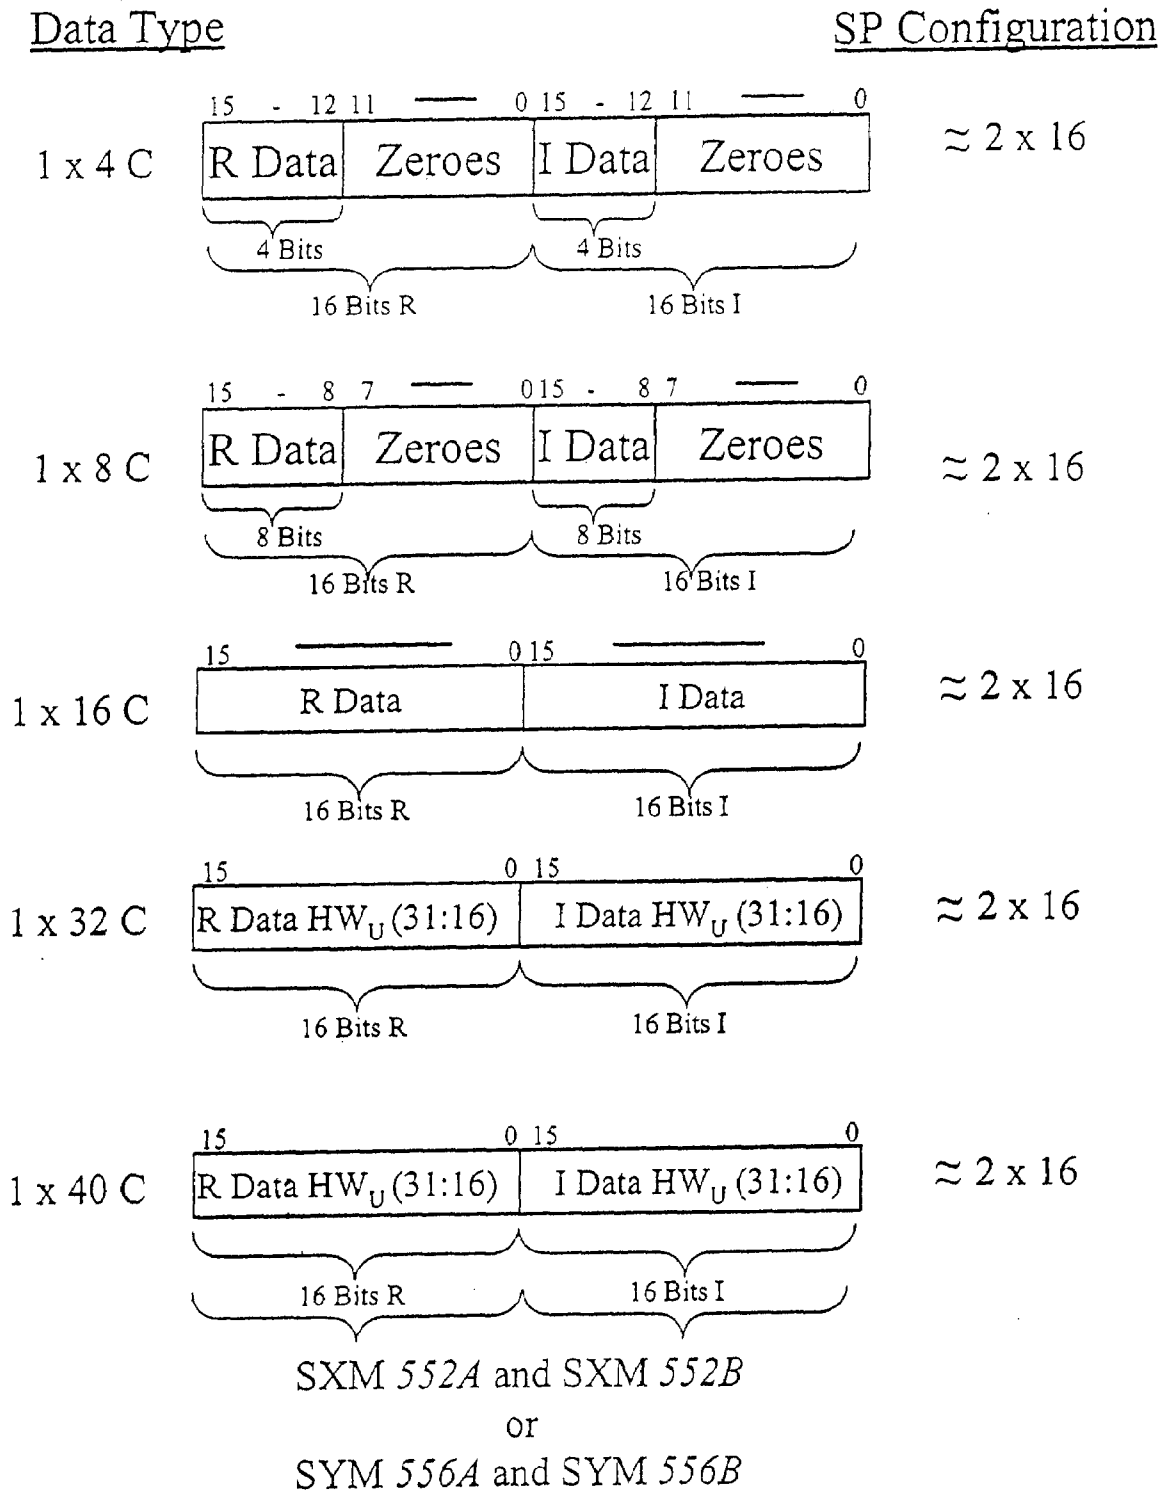 Data Type SP Configuration
15 - 12 11 — 0 15 - 12 11 — 0
1 x 4 C R Data Zeroes I Data Zeroes ≈ 2 x 16
4 Bits 4 Bits
16 Bits R 16 Bits I
15 - 8 7 — 0 15 - 8 7 — 0
1 x 8 C R Data Zeroes I Data Zeroes ≈ 2 x 16
8 Bits 8 Bits
16 Bits R 16 Bits I
15 — 0 15 — 0
1 x 16 C R Data I Data ≈ 2 x 16
16 Bits R 16 Bits I
15 0 15 0
1 x 32 C R Data HWU (31:16) I Data HWU (31:16) ≈ 2 x 16
16 Bits R 16 Bits I
15 0 15 0
1 x 40 C R Data HWU (31:16) I Data HWU (31:16) ≈ 2 x 16
16 Bits R 16 Bits I
SXM 552A and SXM 552B
or
SYM 556A and SYM 556B